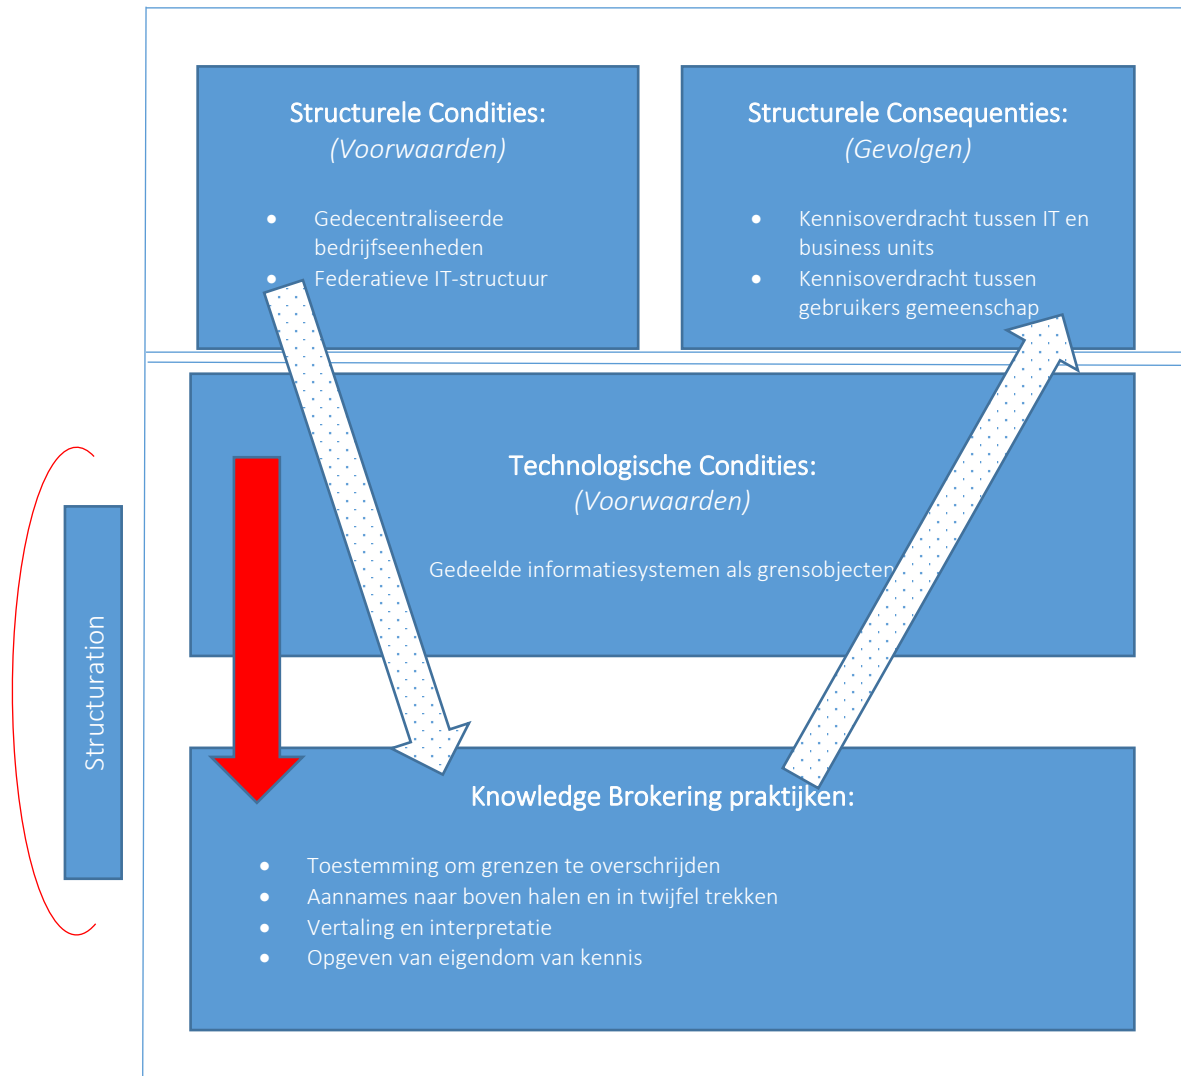 Structurele Condities:
(Voorwaarden)
• Gedecentraliseerde
bedrijfseenheden
• Federatieve IT-structuur
Structurele Consequenties:
(Gevolgen)
• Kennisoverdracht tussen IT en
business units
• Kennisoverdracht tussen
gebruikers gemeenschap
Technologische Condities:
(Voorwaarden)
Gedeelde informatiesystemen als grensobjecten
Structuration
Knowledge Brokering praktijken:
• Toestemming om grenzen te overschrijden
• Aannames naar boven halen en in twijfel trekken
• Vertaling en interpretatie
• Opgeven van eigendom van kennis